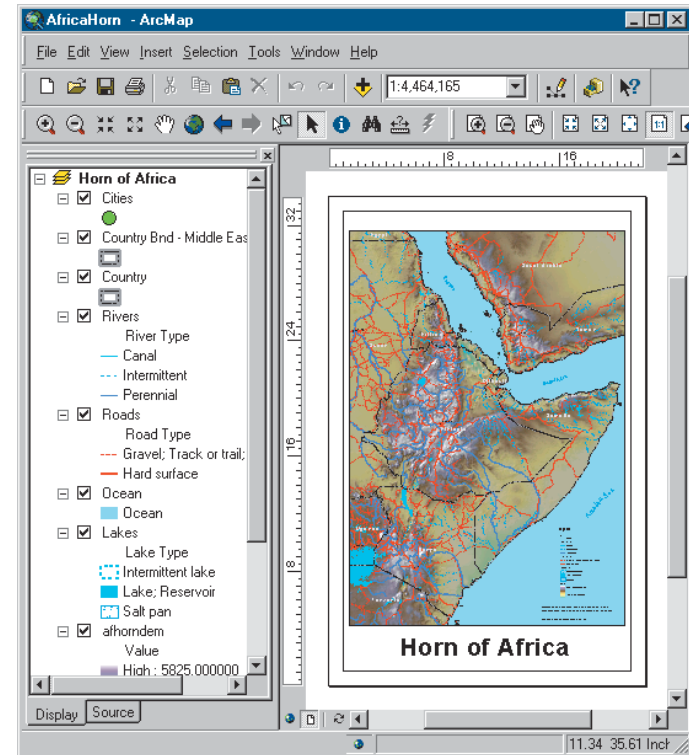 AfricaHorn - ArcMap
File Edit View Insert Selection Tools Window Help
1:4,464,165
8 16
Horn of Africa
Cities
Country Bnd - Middle Eas
Country
Rivers
River Type
Canal
Intermittent
Perennial
Roads
Road Type
Gravel; Track or trail;
Hard surface
Ocean
Ocean
Lakes
Lake Type
Intermittent lake
Lake; Reservoir
Salt pan
afhorndem
Value
High : 5825.000000
Display Source
32
24
16
8
1:1
Horn of Africa
11.34 35.61 Inch